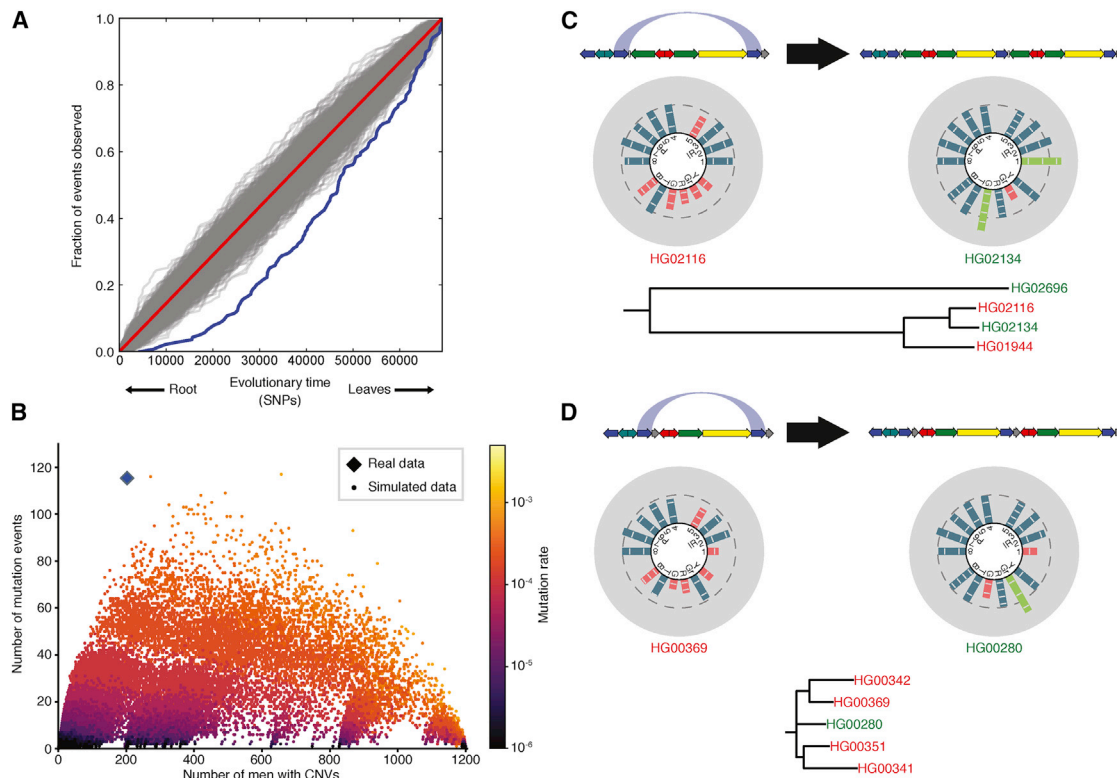 A
Fraction of events observed
1.0
0.8
0.6
0.4
0.2
0.0
0 10000 20000 30000 40000 50000 60000
Root Evolutionary time Leaves
(SNPs)
B
Number of mutation events
120
100
80
60
40
20
0
0 200 400 600 800 1000 1200
Number of men with CNVs
Real data
Simulated data
10-3
10-4
10-5
10-6
Mutation rate
C
HG02116 HG02134
HG02696
HG02116
HG02134
HG01944
D
HG00369 HG00280
HG00342
HG00369
HG00280
HG00351
HG00341